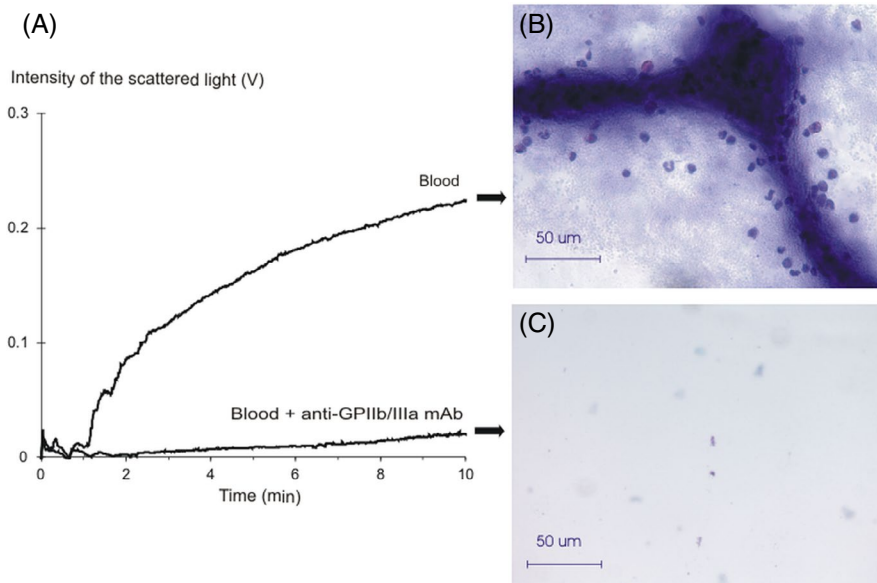 (A)
Intensity of the scattered light (V)
0.3
0.2
0.1
0
Blood
Blood + anti-GPIIb/IIIa mAb
0
2
4
6
8
10
Time (min)
(B)
50 um
(C)
50 um